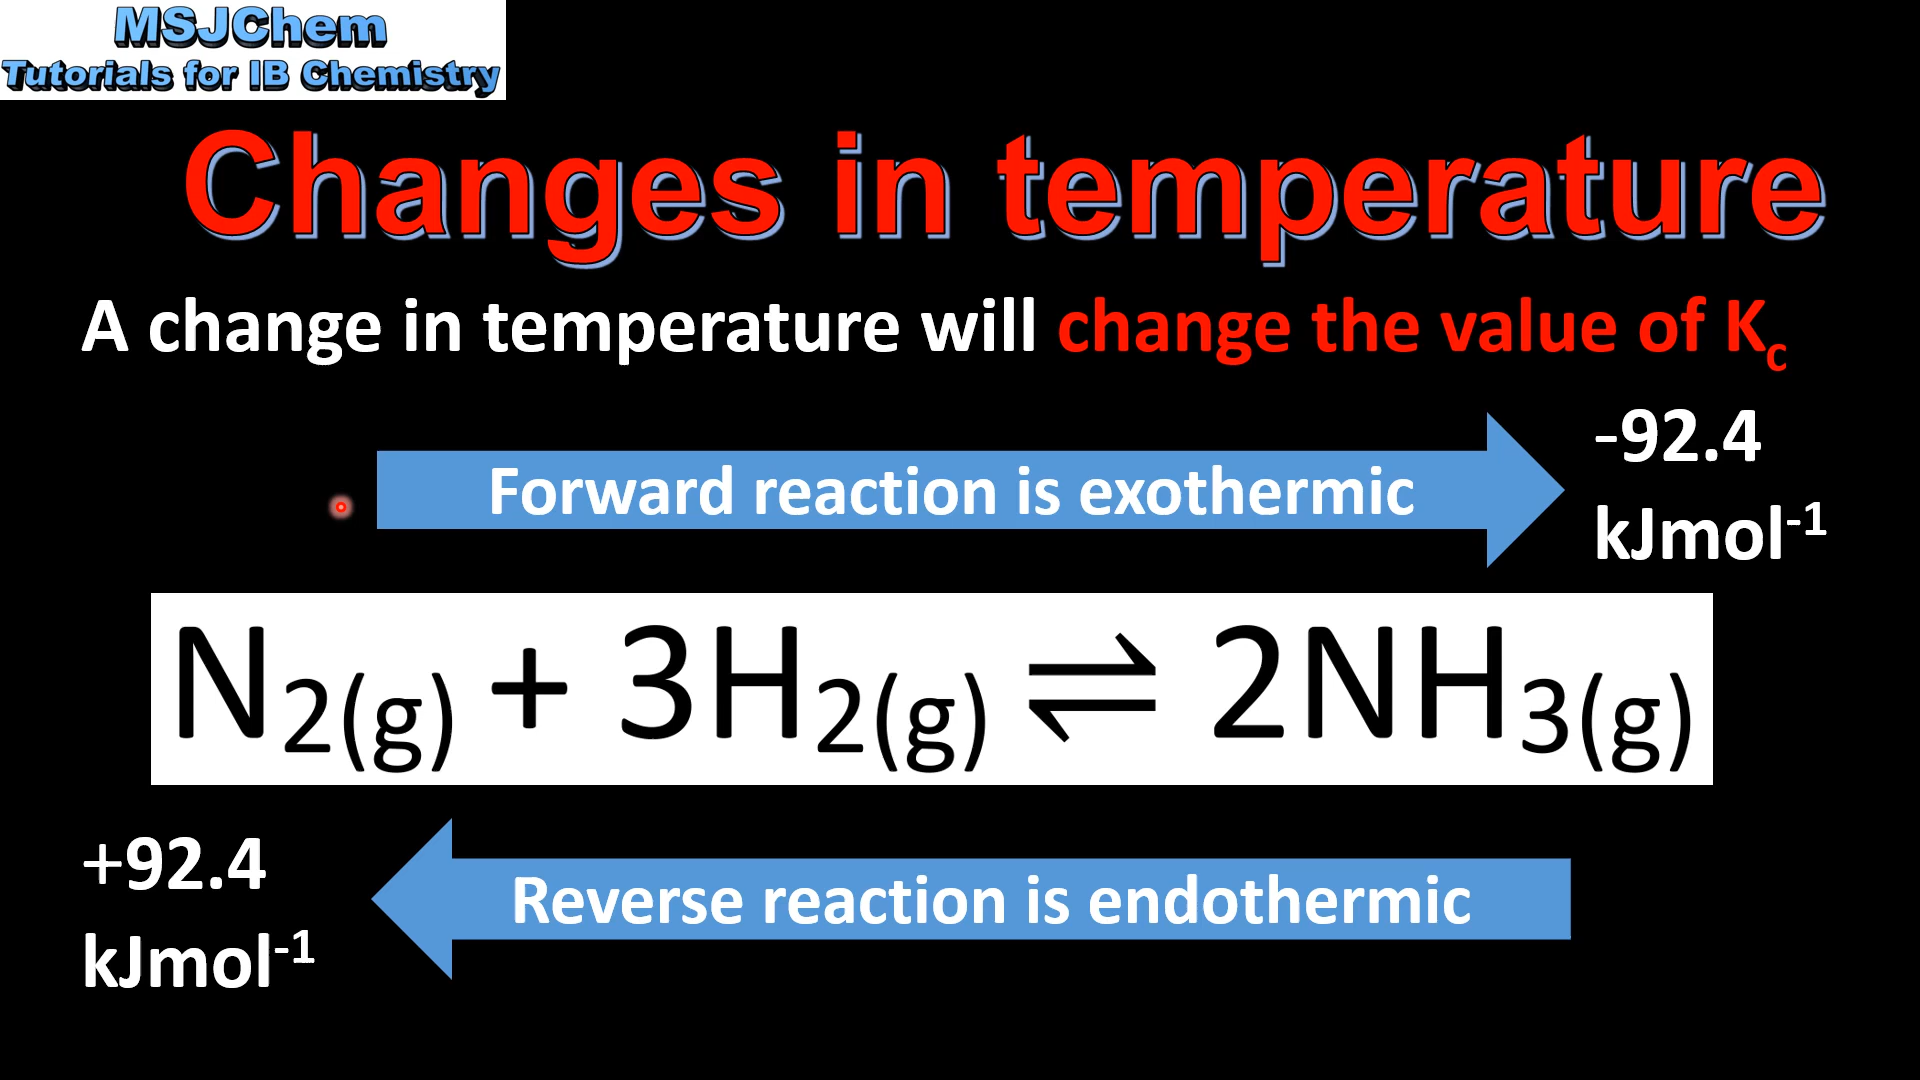 MSJChem
Tutorials for IB Chemistry
Changes in temperature
A change in temperature will change the value of K₍c₎
-92.4
Forward reaction is exothermic
kJmol⁻¹
N₂₍g₎ + 3H₂₍g₎ ⇌ 2NH₃₍g₎
+92.4
Reverse reaction is endothermic
kJmol⁻¹